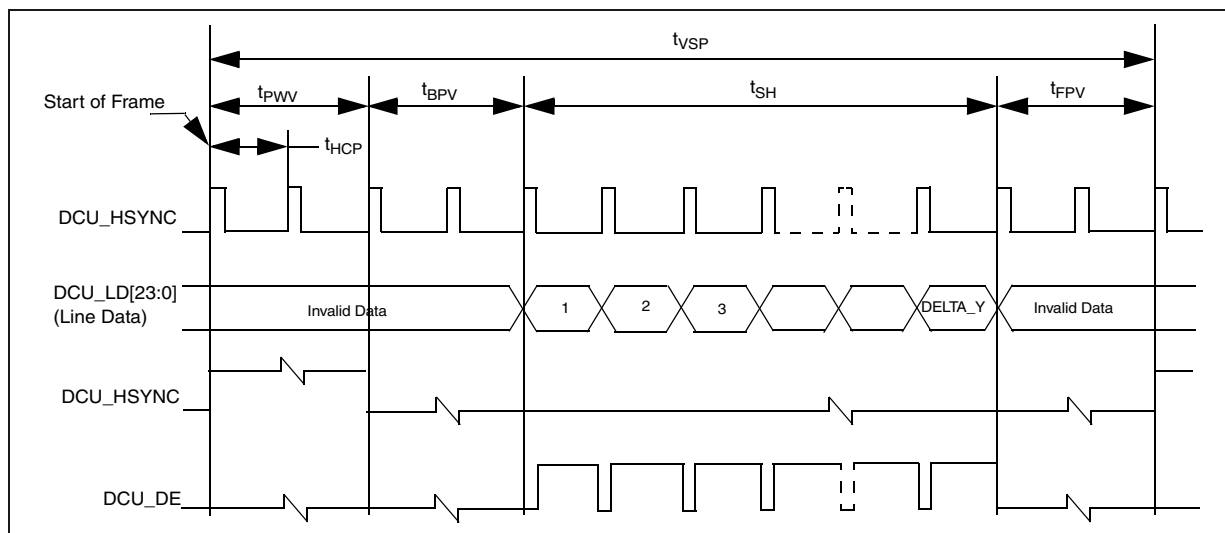 tVSP
tPWV tBPV tSH tFPV
Start of Frame
tHCP
DCU_HSYNC
DCU_LD[23:0]
(Line Data)
Invalid Data 1 2 3 DELTA_Y Invalid Data
DCU_HSYNC
DCU_DE